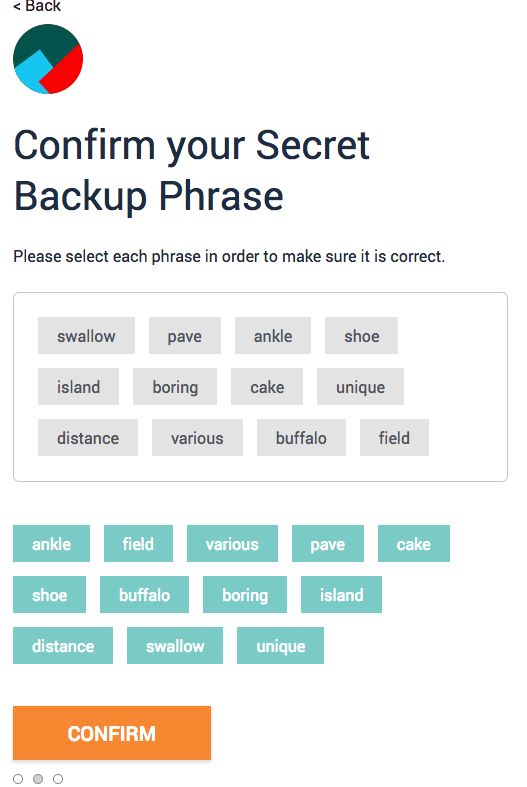 < Back
Confirm your Secret
Backup Phrase
Please select each phrase in order to make sure it is correct.
swallow pave ankle shoe
island boring cake unique
distance various buffalo field
ankle field various pave cake
shoe buffalo boring island
distance swallow unique
CONFIRM